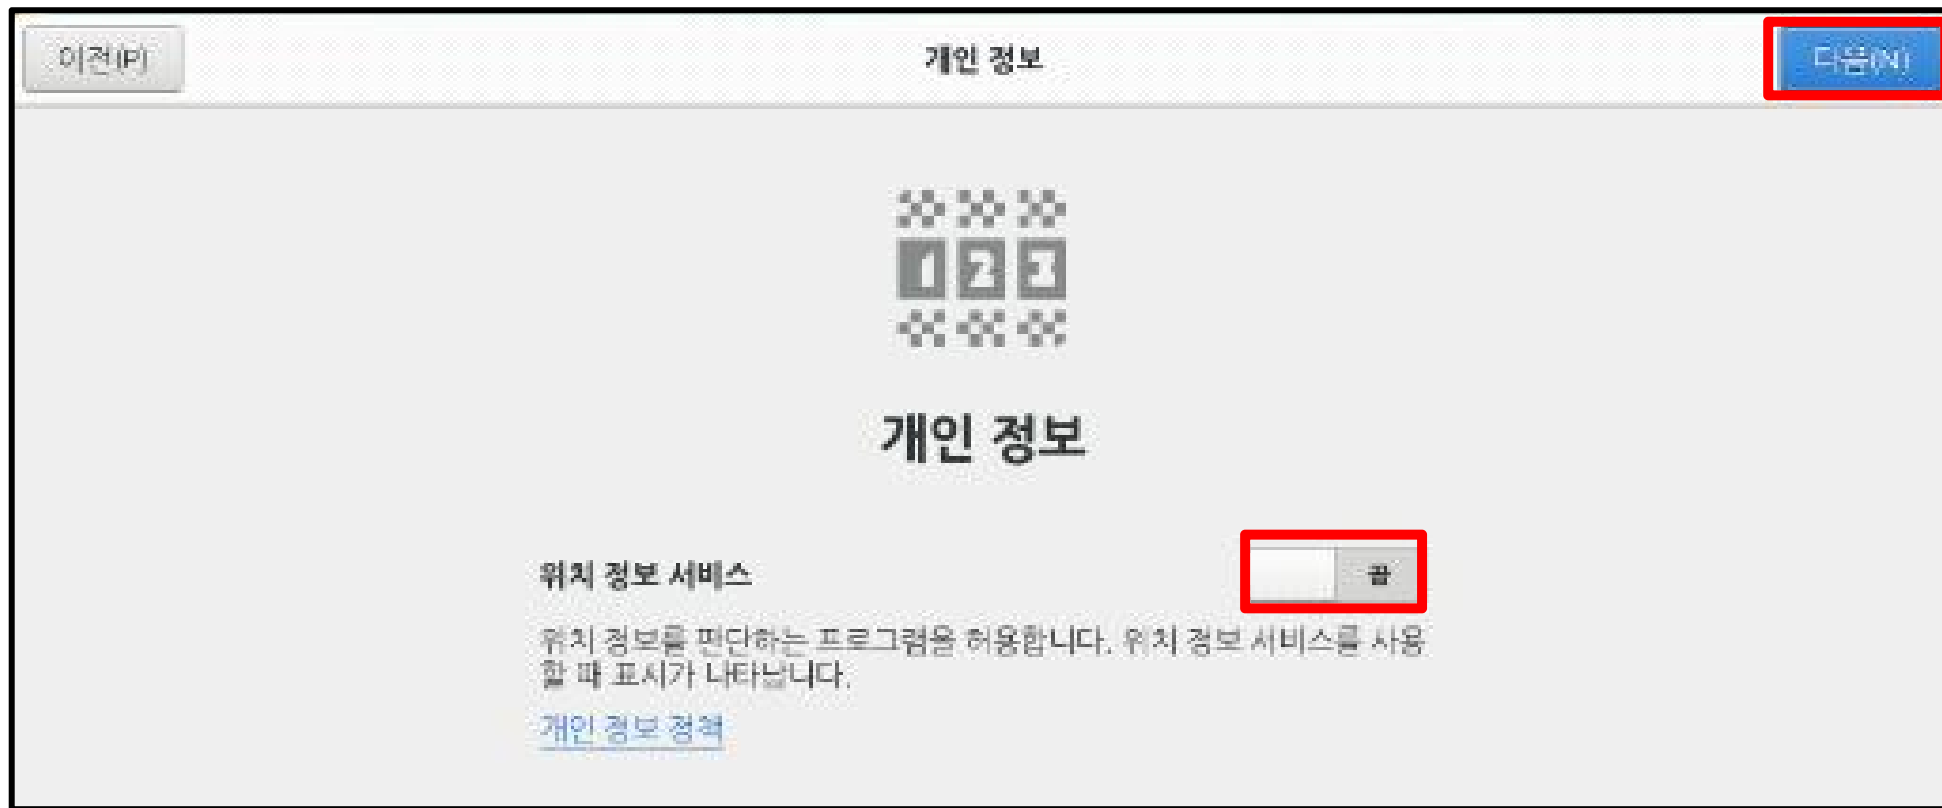 이전(P)
개인 정보
다음(N)
1 2 3
개인 정보
위치 정보 서비스
끔
위치 정보를 판단하는 프로그램을 허용합니다. 위치 정보 서비스를 사용
할 때 표시가 나타납니다.
개인 정보 정책